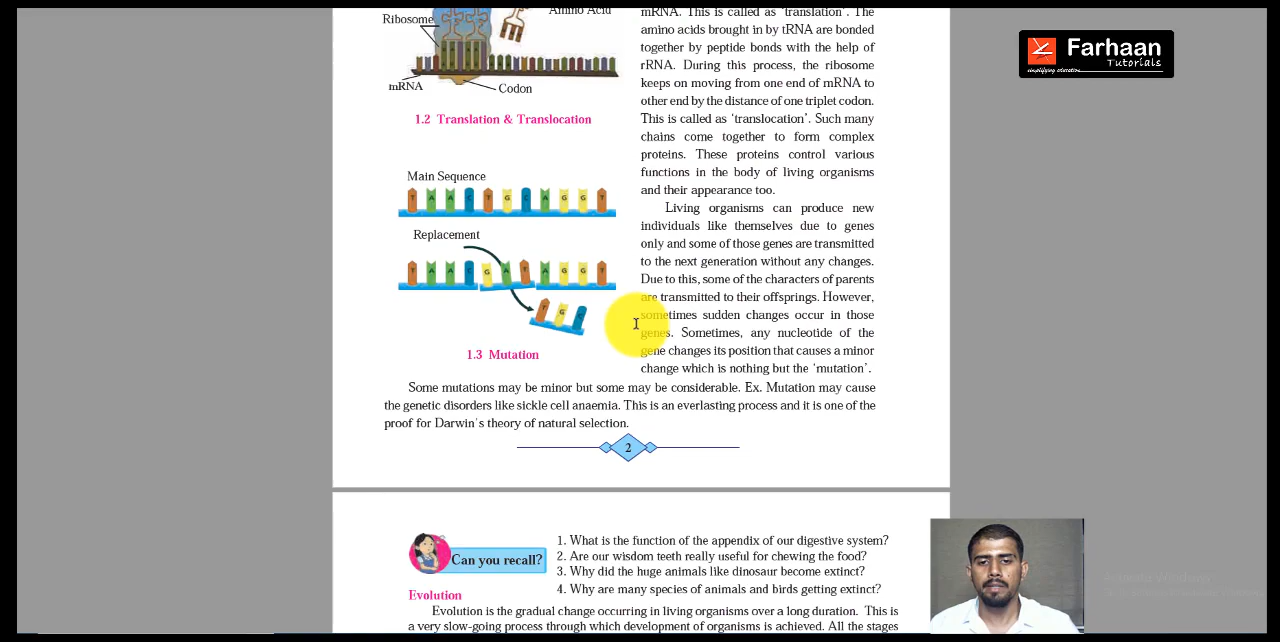 Ribosome
Amino Acid
mRNA
Codon
1.2 Translation & Translocation
Main Sequence
T A A C T G C A G G T
Replacement
T A A C G A T A G G T
T G C
1.3 Mutation
mRNA. This is called as 'translation'. The
amino acids brought in by tRNA are bonded
together by peptide bonds with the help of
rRNA. During this process, the ribosome
keeps on moving from one end of mRNA to
other end by the distance of one triplet codon.
This is called as 'translocation'. Such many
chains come together to form complex
proteins. These proteins control various
functions in the body of living organisms
and their appearance too.
Living organisms can produce new
individuals like themselves due to genes
only and some of those genes are transmitted
to the next generation without any changes.
Due to this, some of the characters of parents
are transmitted to their offsprings. However,
sometimes sudden changes occur in those
genes. Sometimes, any nucleotide of the
gene changes its position that causes a minor
change which is nothing but the 'mutation'.
Some mutations may be minor but some may be considerable. Ex. Mutation may cause
the genetic disorders like sickle cell anaemia. This is an everlasting process and it is one of the
proof for Darwin's theory of natural selection.
2
Can you recall?
1. What is the function of the appendix of our digestive system?
2. Are our wisdom teeth really useful for chewing the food?
3. Why did the huge animals like dinosaur become extinct?
4. Why are many species of animals and birds getting extinct?
Evolution
Evolution is the gradual change occurring in living organisms over a long duration. This is
a very slow-going process through which development of organisms is achieved. All the stages
Farhaan
Tutorials
simplifying education